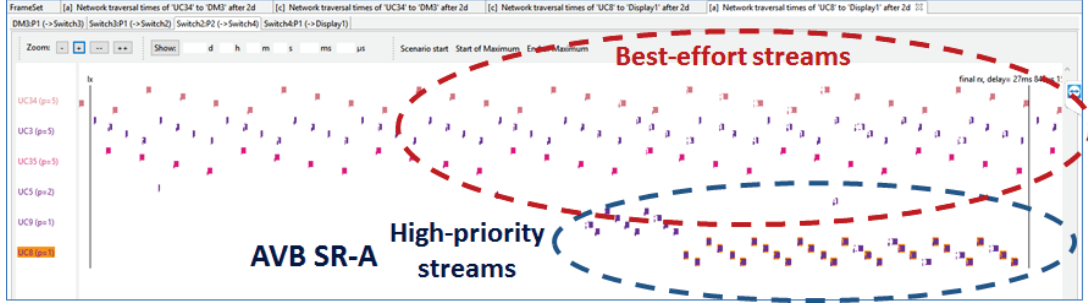 FrameSet [a] Network traversal times of 'UC34' to 'DM3' after 2d [c] Network traversal times of 'UC34' to 'DM3' after 2d [c] Network traversal times of 'UC8' to 'Display1' after 2d [a] Network traversal times of 'UC8' to 'Display1' after 2d
DM3:P1 (->Switch3) Switch3:P1 (->Switch2) Switch2:P2 (->Switch4) Switch4:P1 (->Display1)
Zoom: - + -- ++ Show: d h m s ms µs Scenario start Start of Maximum End of Maximum
Best-effort streams
final rx, delay= 27ms
UC34 (p=5)
UC3 (p=5)
UC35 (p=5)
UC5 (p=2)
UC9 (p=1)
High-priority
streams
AVB SR-A
UC8 (p=1)